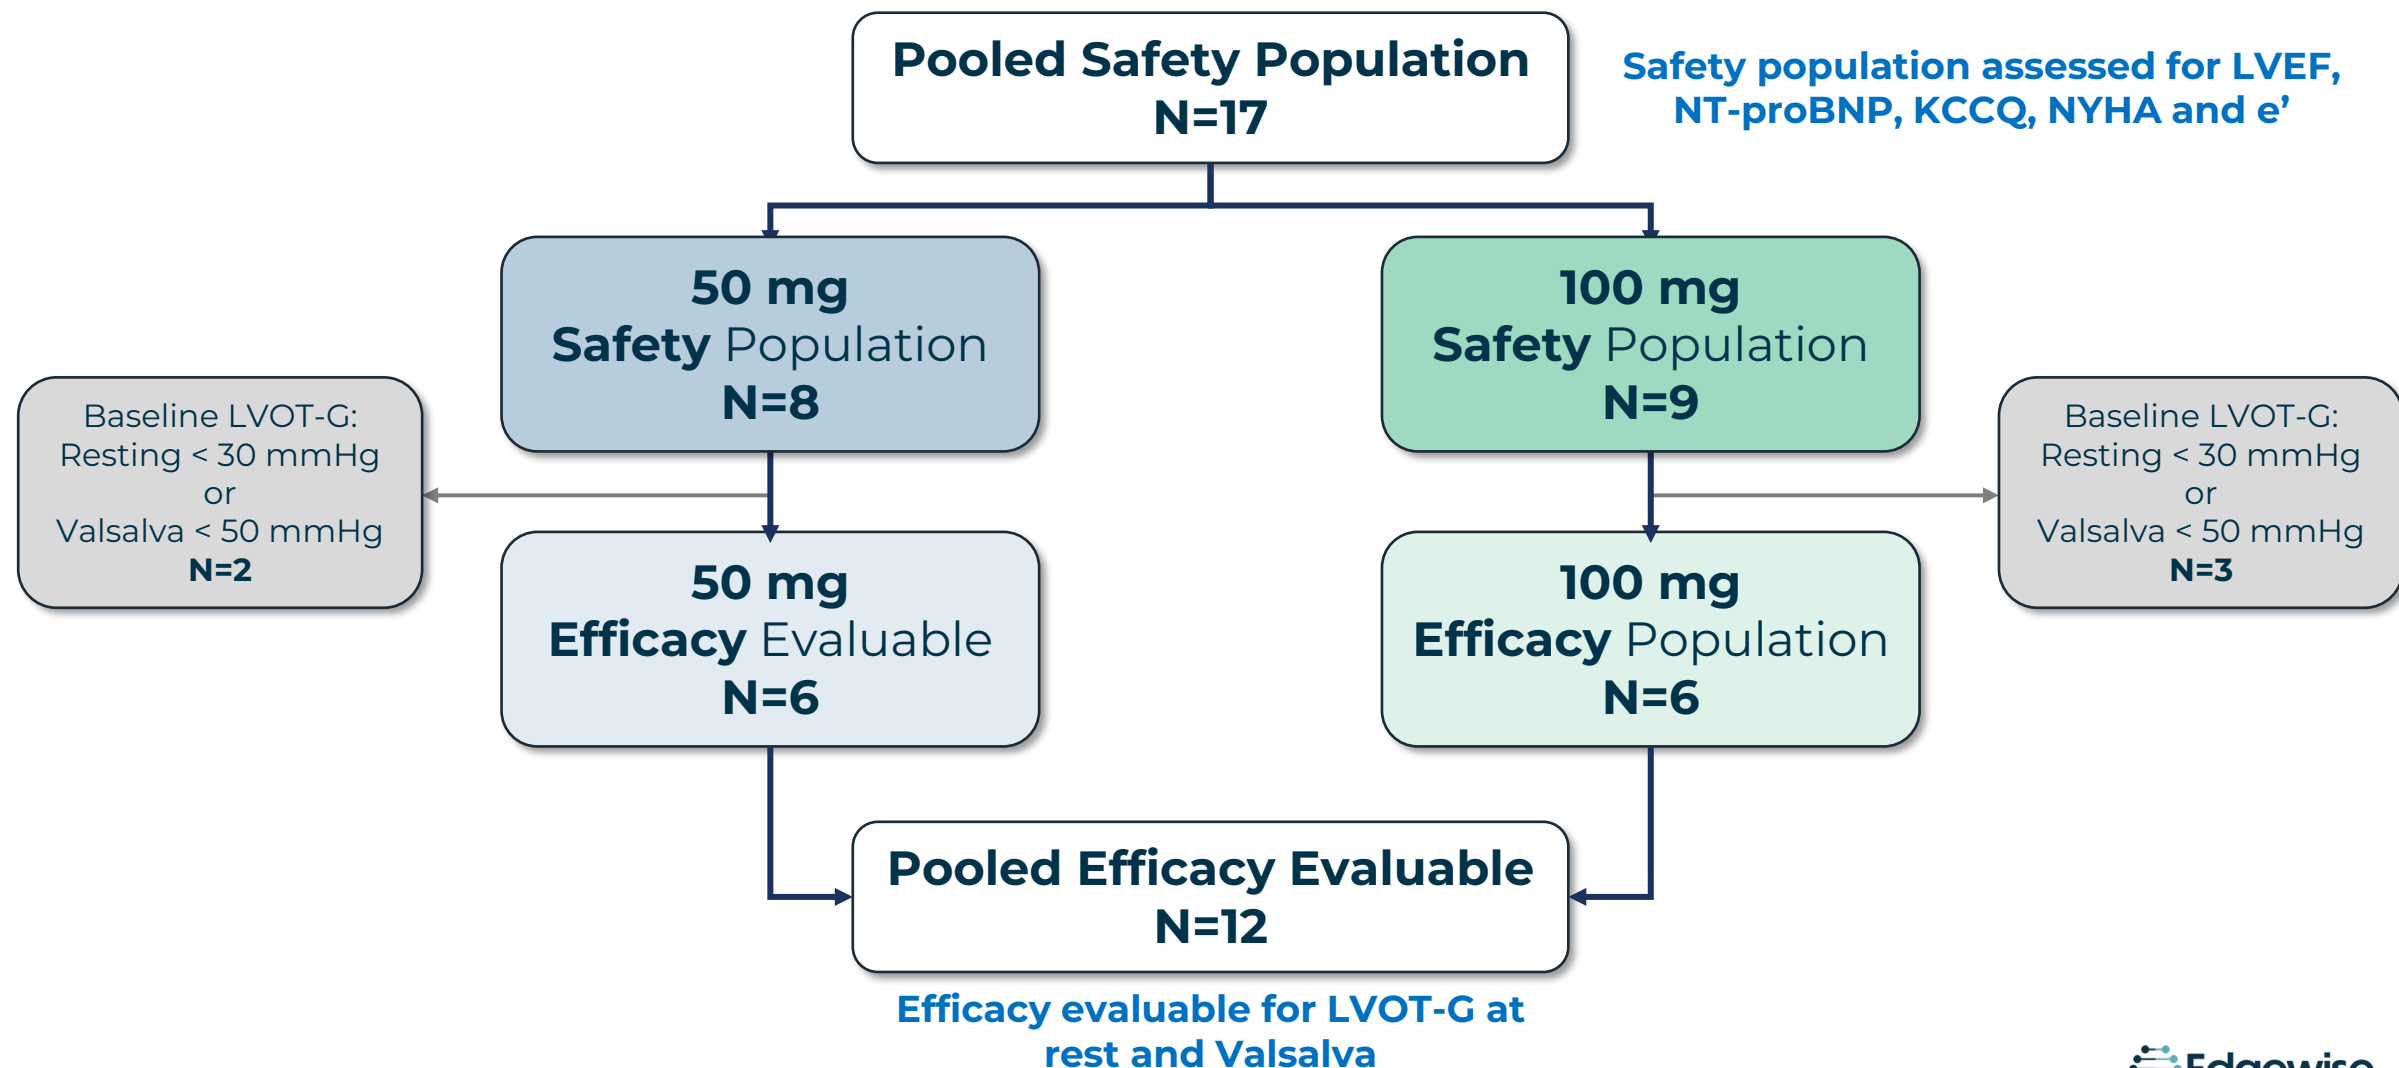 Pooled Safety Population
N=17
Safety population assessed for LVEF,
NT-proBNP, KCCQ, NYHA and e’
50 mg
Safety Population
N=8
100 mg
Safety Population
N=9
Baseline LVOT-G:
Resting < 30 mmHg
or
Valsalva < 50 mmHg
N=2
Baseline LVOT-G:
Resting < 30 mmHg
or
Valsalva < 50 mmHg
N=3
50 mg
Efficacy Evaluable
N=6
100 mg
Efficacy Population
N=6
Pooled Efficacy Evaluable
N=12
Efficacy evaluable for LVOT-G at
rest and Valsalva
Edgewise